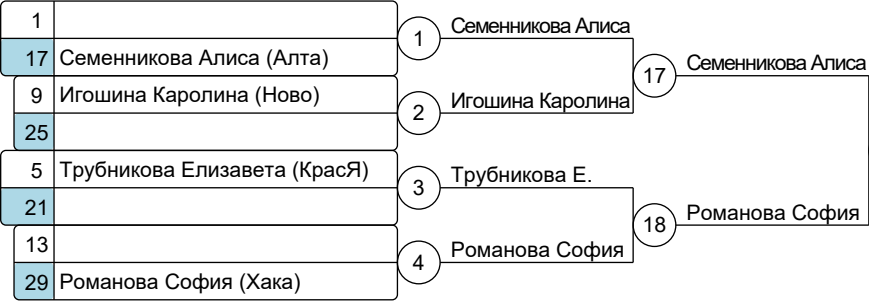 1
17 Семенникова Алиса (Алта)
9 Игошина Каролина (Ново)
25
5 Трубникова Елизавета (КрасЯ)
21
13
29 Романова София (Хака)
1 Семенникова Алиса
2 Игошина Каролина
3 Трубникова Е.
4 Романова София
17 Семенникова Алиса
18 Романова София